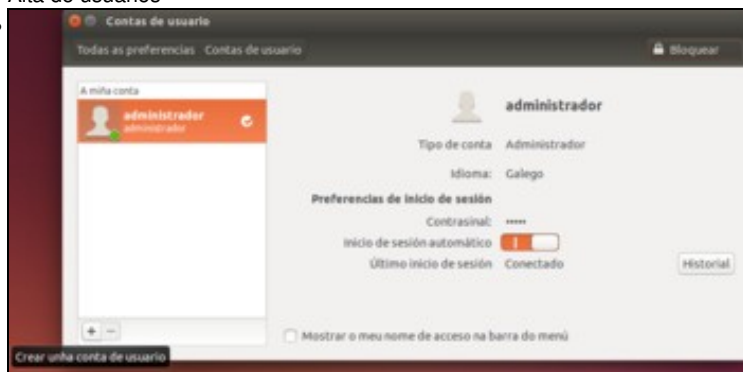 Alta de usuarios
Contas de usuario
Todas as preferencias Contas de usuario
Bloquear
A miña conta
administrador
administrador
administrador
Tipo de conta Administrador
Idioma: Galego
Preferencias de inicio de sesión
Contrasinal: •••••
Inicio de sesión automático
Último inicio de sesión Conectado
Historial
+ −
Mostrar o meu nome de acceso na barra do menú
Crear unha conta de usuario